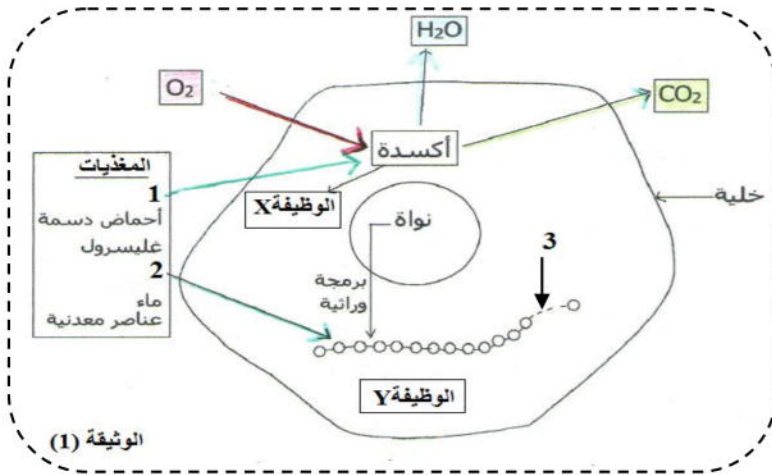 H₂O
O₂
CO₂
أكسدة
المغذيات
1
الوظيفةX
خلية
أحماض دسمة
غليسرول
نواة
3
2
برمجة
وراثية
ماء
عناصر معدنية
الوظيفةY
الوثيقة (1)